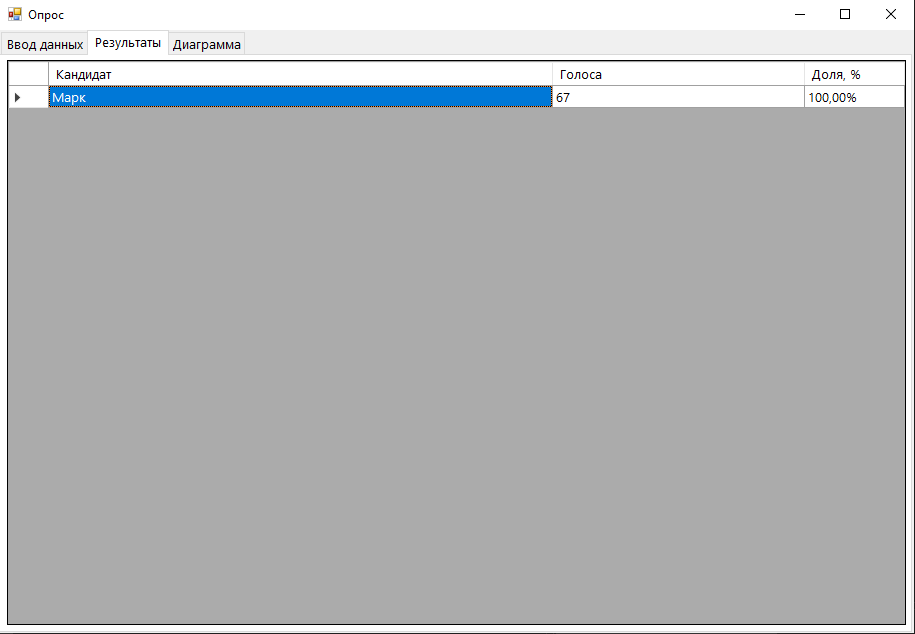 Опрос
Ввод данных Результаты Диаграмма
Кандидат Голоса Доля, %
Марк 67 100,00%